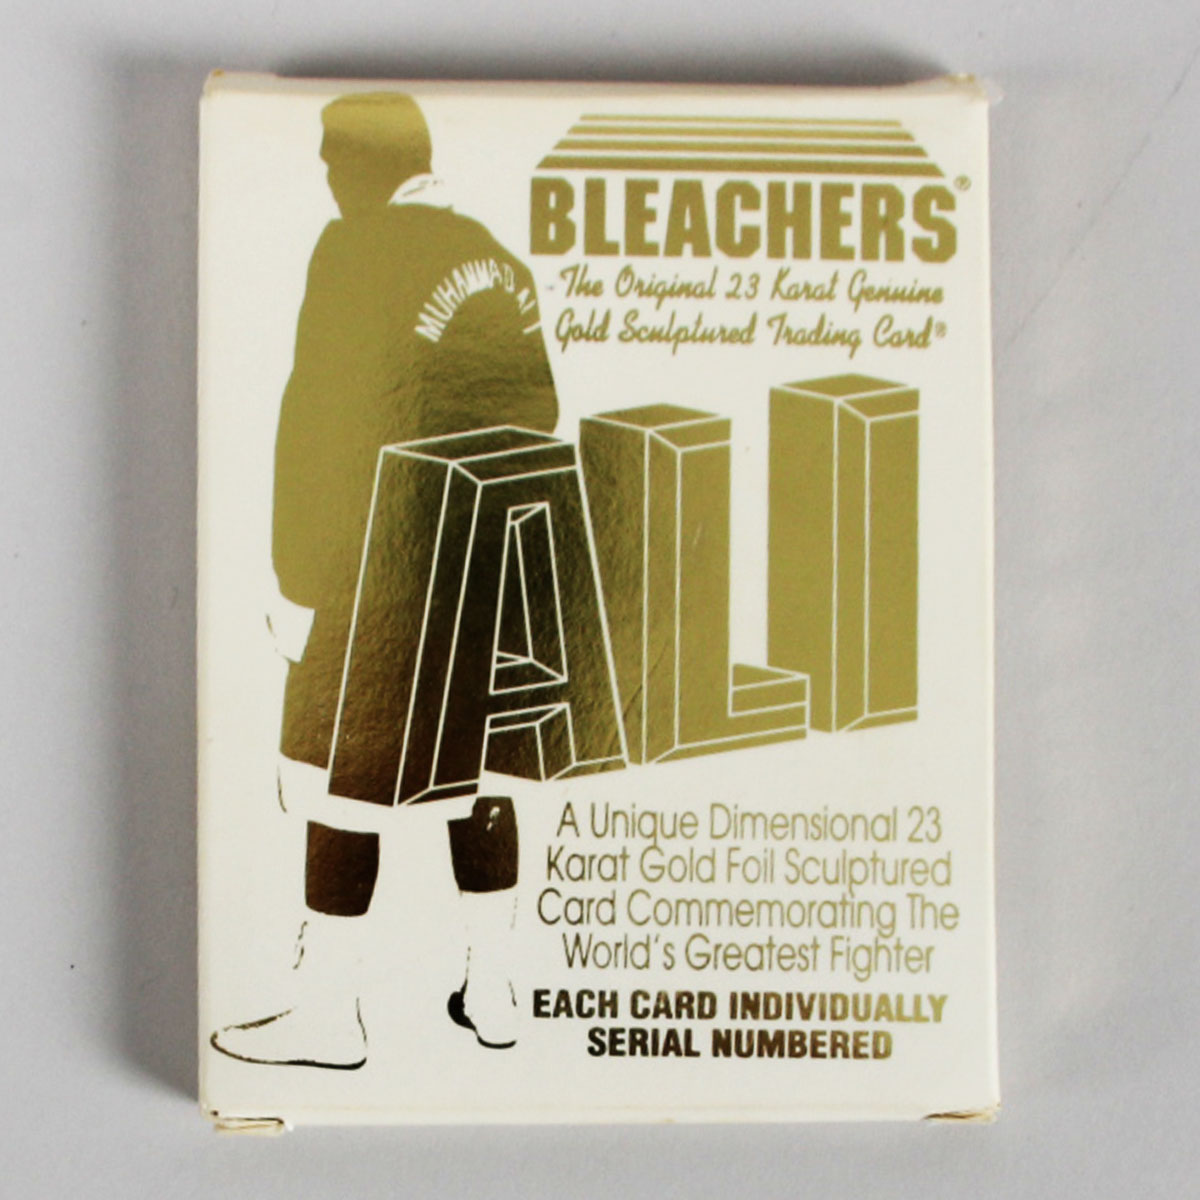 BLEACHERS®
The Original 23 Karat Genuine
Gold Sculptured Trading Card®
MUHAMMAD ALI
ALI
A Unique Dimensional 23
Karat Gold Foil Sculptured
Card Commemorating The
World's Greatest Fighter
EACH CARD INDIVIDUALLY
SERIAL NUMBERED